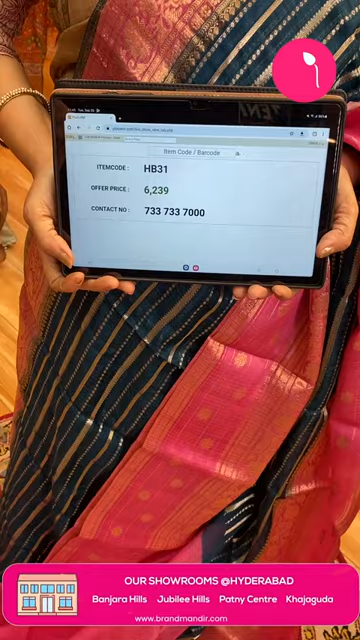 Item Code / Barcode
ITEMCODE : HB31
OFFER PRICE : 6,239
CONTACT NO : 733 733 7000
OUR SHOWROOMS @HYDERABAD
Banjara Hills Jubilee Hills Patny Centre Khajaguda
www.brandmandir.com